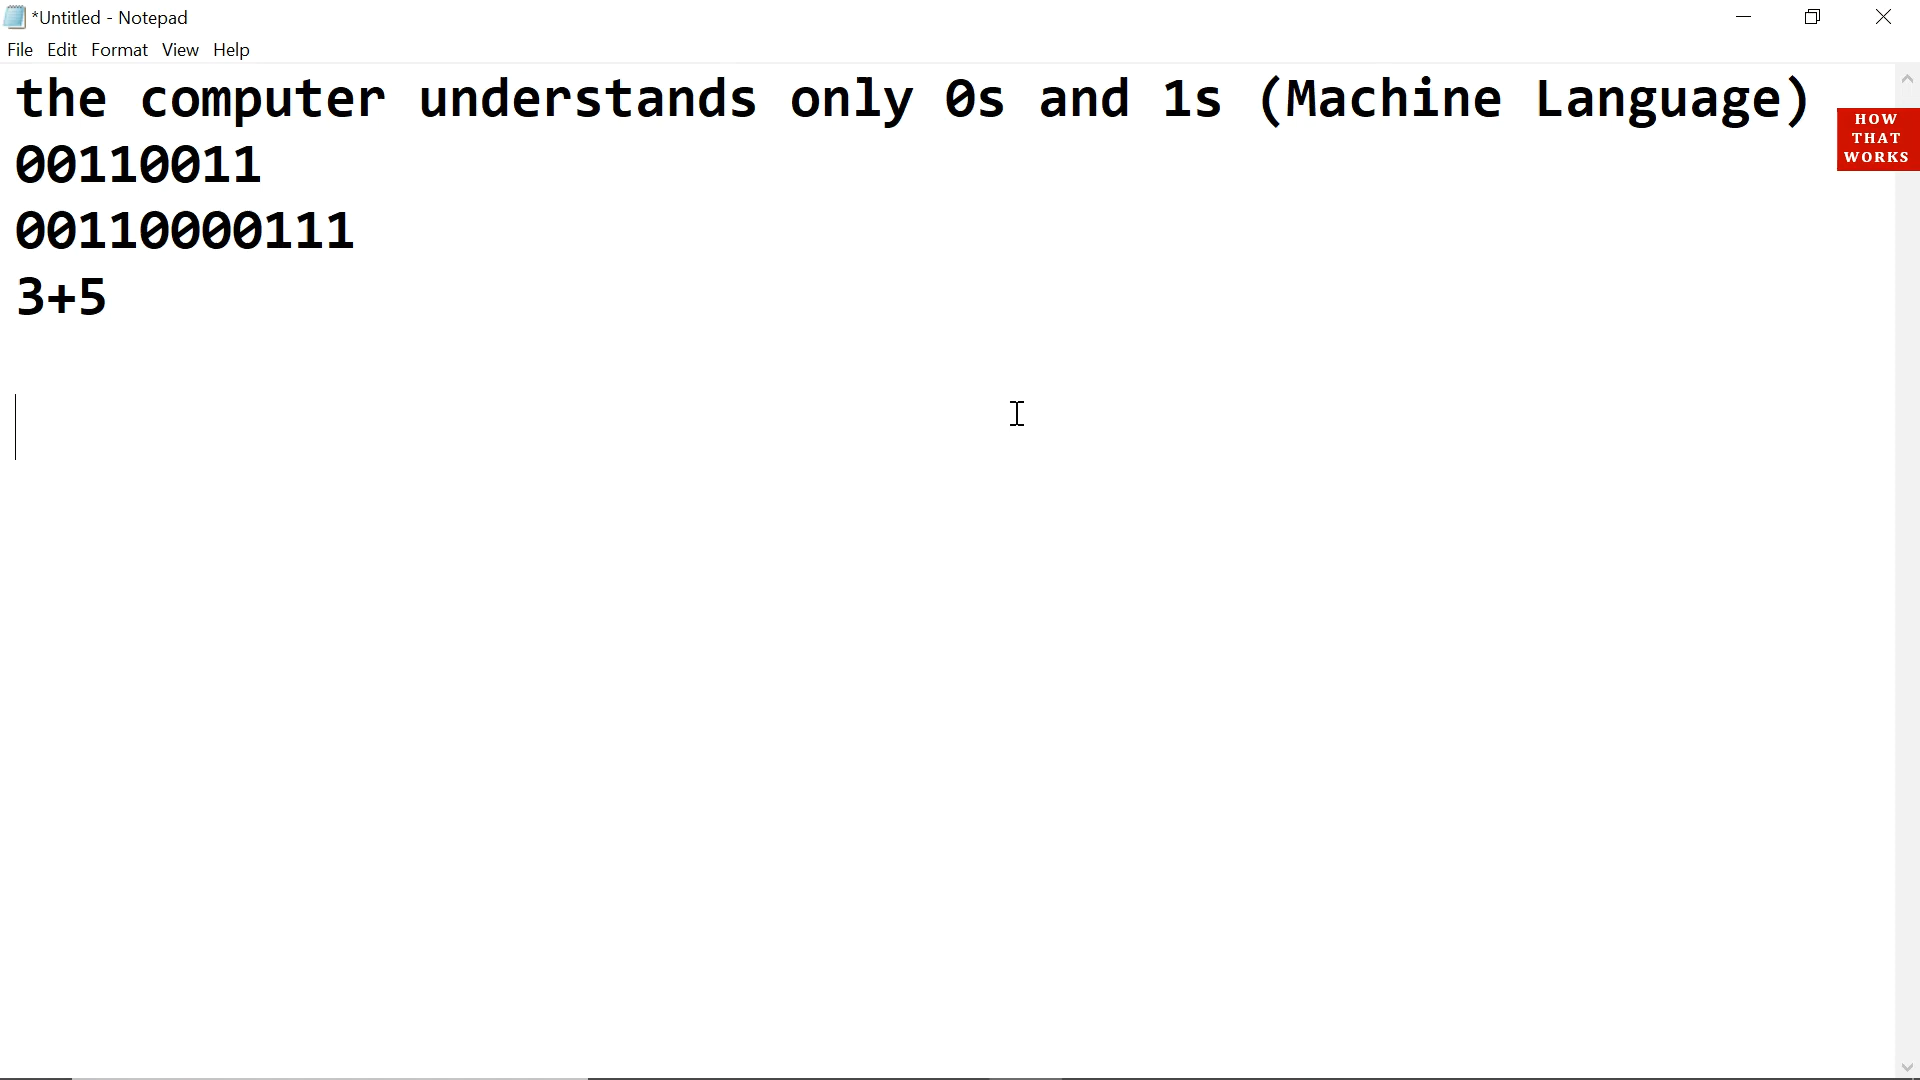 *Untitled - Notepad
File Edit Format View Help
the computer understands only 0s and 1s (Machine Language)
00110011
00110000111
3+5
HOW
THAT
WORKS